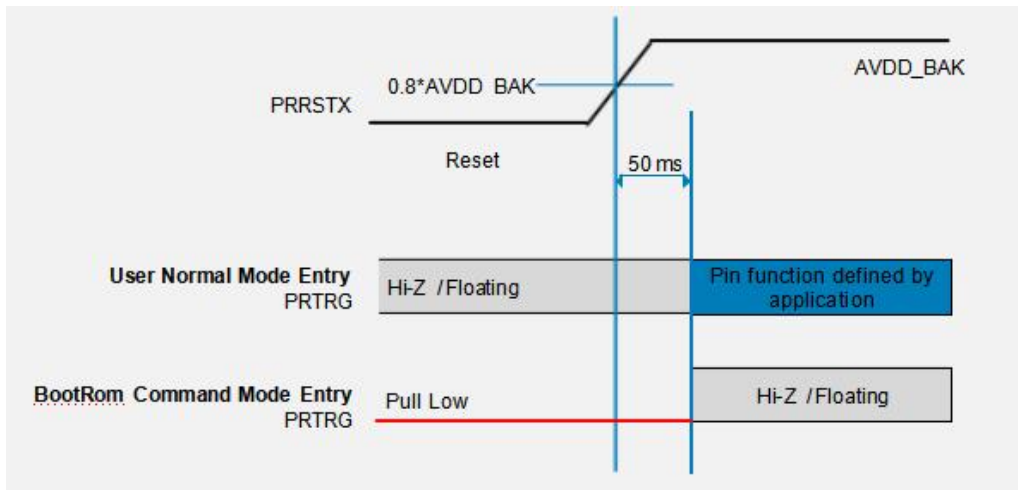 AVDD_BAK
0.8*AVDD BAK
PRRSTX
Reset
50 ms
User Normal Mode Entry
PRTRG
Hi-Z /Floating
Pin function defined by
application
BootRom Command Mode Entry
PRTRG
Pull Low
Hi-Z /Floating